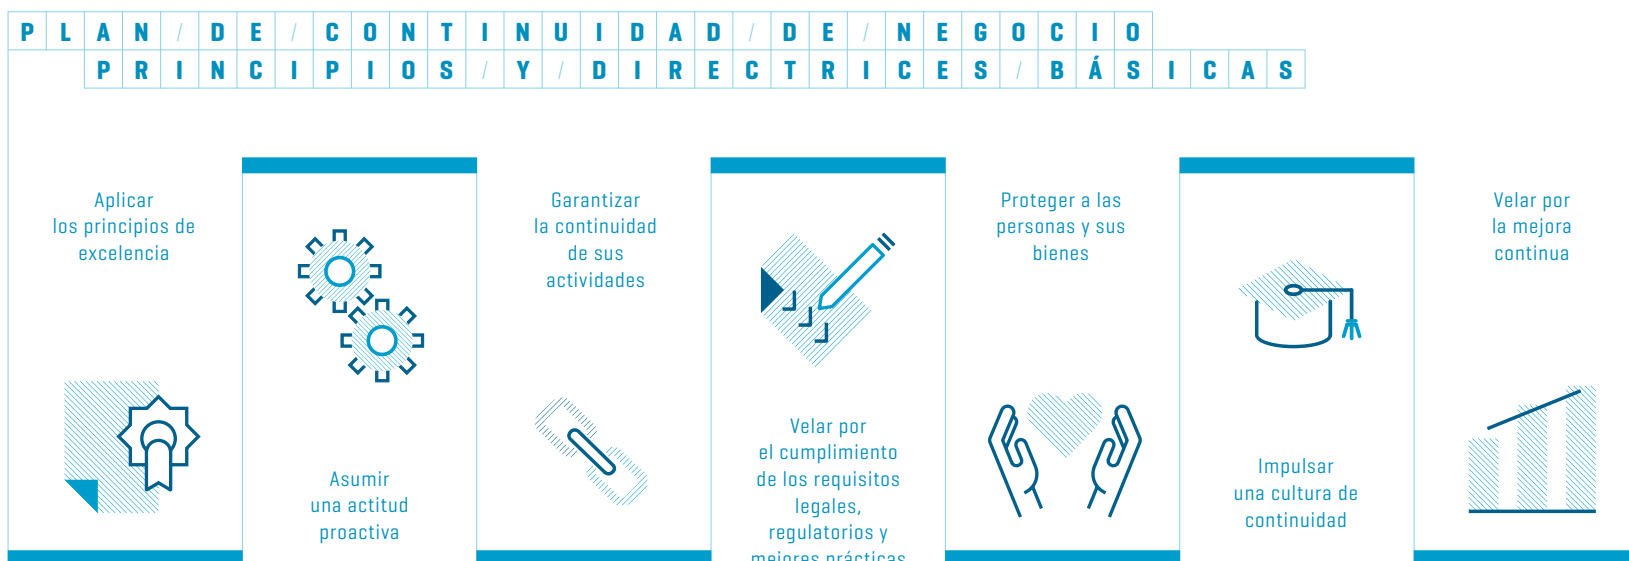 PLAN/DE/CONTINUIDAD/DE/NEGOCIO
PRINCIPIOS/Y/DIRECTRICES/BÁSICAS
Aplicar
los principios de
excelencia
Asumir
una actitud
proactiva
Garantizar
la continuidad
de sus
actividades
Velar por
el cumplimiento
de los requisitos
legales,
regulatorios y
mejores prácticas
Proteger a las
personas y sus
bienes
Impulsar
una cultura de
continuidad
Velar por
la mejora
continua